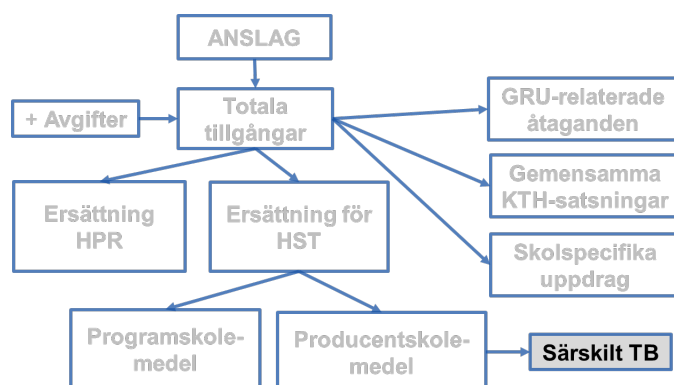 ANSLAG
+ Avgifter
Totala
tillgångar
GRU-relaterade
åtaganden
Gemensamma
KTH-satsningar
Skolspecifika
uppdrag
Ersättning
HPR
Ersättning för
HST
Programskole-
medel
Producentskole-
medel
Särskilt TB